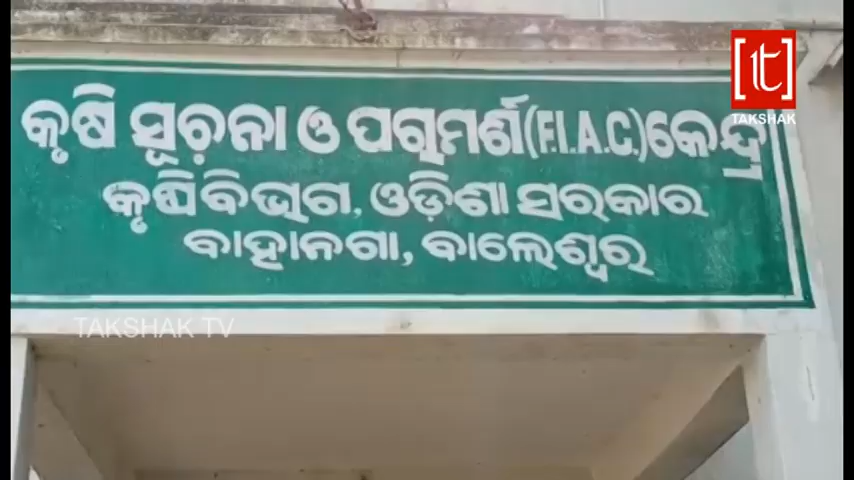 [t]
TAKSHAK
କୃଷି ସୂଚନା ଓ ପରାମର୍ଶ (F.I.A.C.) କେନ୍ଦ୍ର
କୃଷି ବିଭାଗ, ଓଡ଼ିଶା ସରକାର
ବାହାନଗା, ବାଲେଶ୍ୱର
TAKSHAK TV